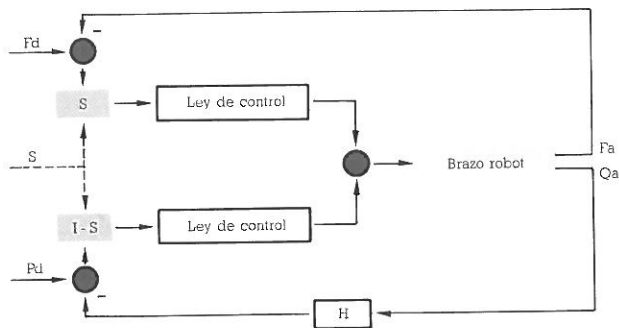 Fd
−
S
Ley de control
S
Brazo robot
Fa
Qa
I - S
Ley de control
Pd
−
H